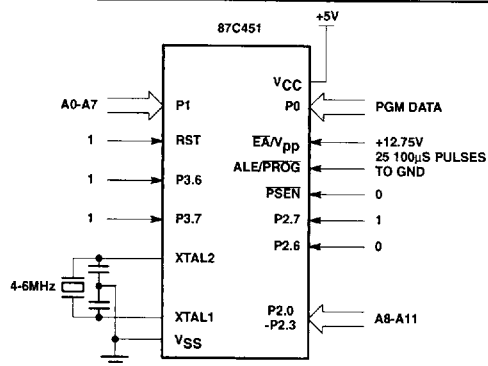 +5V
87C451
VCC
A0-A7
P1
P0
PGM DATA
1
RST
EA/Vpp
+12.75V
25 100µS PULSES
TO GND
ALE/PROG
1
P3.6
PSEN
0
1
P3.7
P2.7
1
P2.6
0
XTAL2
4-6MHz
XTAL1
P2.0
-P2.3
A8-A11
VSS